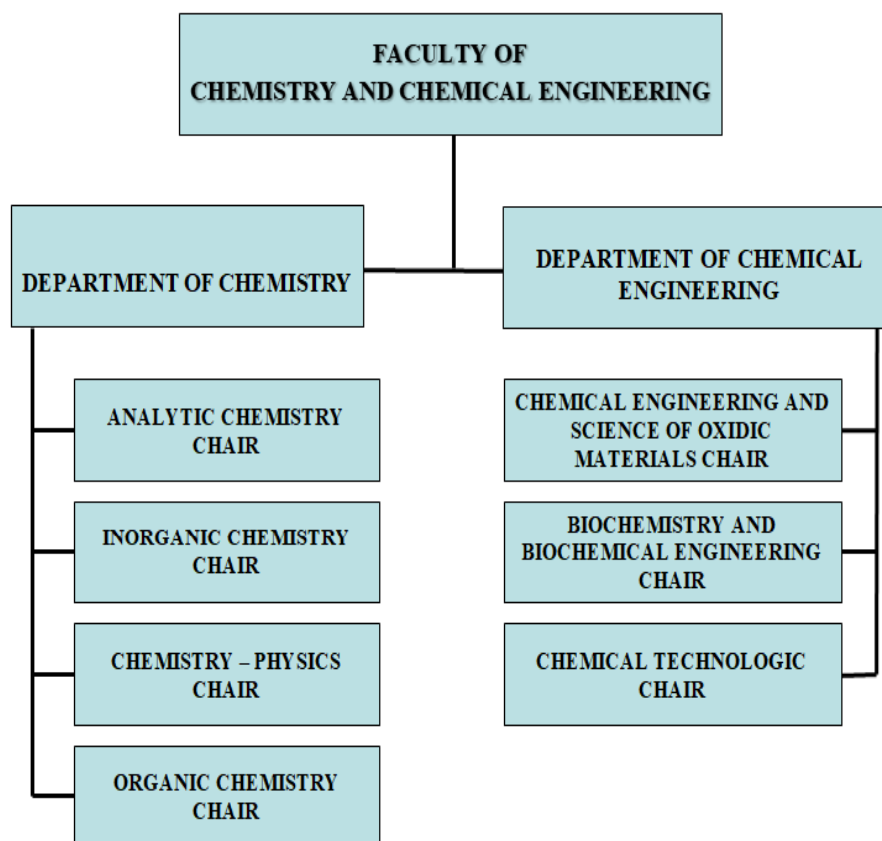 FACULTY OF
CHEMISTRY AND CHEMICAL ENGINEERING
DEPARTMENT OF CHEMISTRY
DEPARTMENT OF CHEMICAL
ENGINEERING
ANALYTIC CHEMISTRY
CHAIR
INORGANIC CHEMISTRY
CHAIR
CHEMISTRY – PHYSICS
CHAIR
ORGANIC CHEMISTRY
CHAIR
CHEMICAL ENGINEERING AND
SCIENCE OF OXIDIC
MATERIALS CHAIR
BIOCHEMISTRY AND
BIOCHEMICAL ENGINEERING
CHAIR
CHEMICAL TECHNOLOGIC
CHAIR